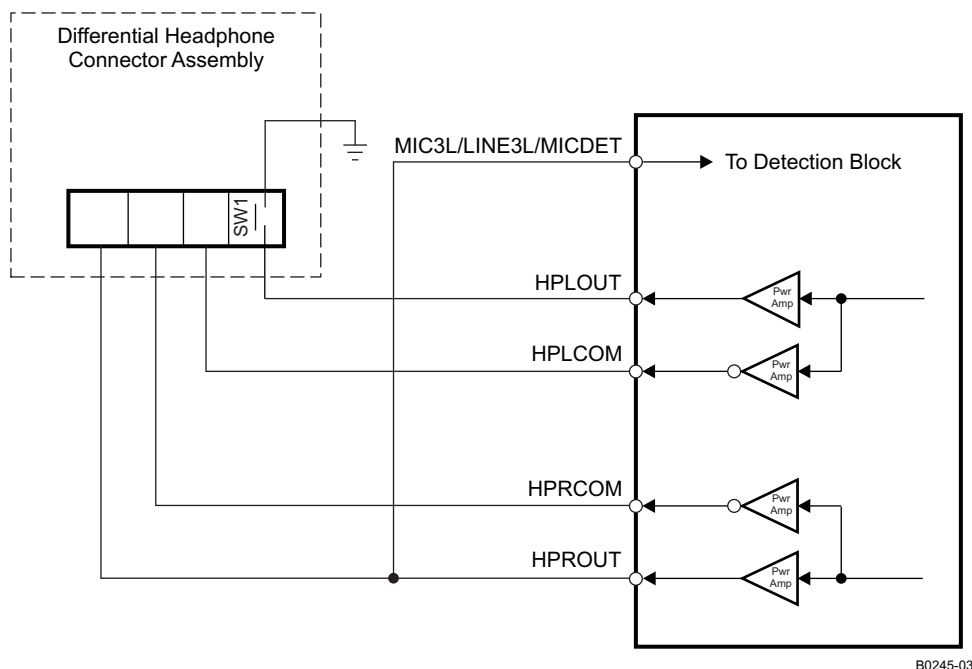 Differential Headphone
Connector Assembly
MIC3L/LINE3L/MICDET
To Detection Block
SW1
HPLOUT
Pwr
Amp
HPLCOM
Pwr
Amp
HPRCOM
Pwr
Amp
HPROUT
Pwr
Amp
B0245-03